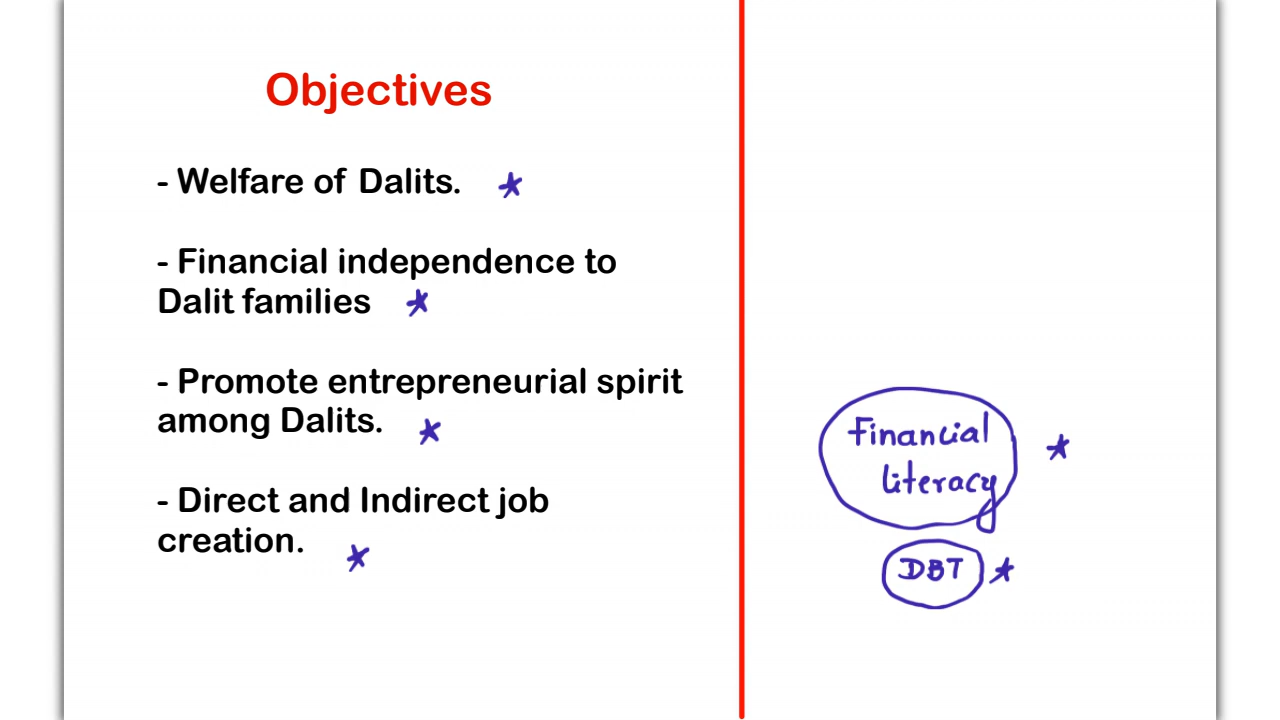 Objectives
- Welfare of Dalits.
- Financial independence to
Dalit families
- Promote entrepreneurial spirit
among Dalits.
- Direct and Indirect job
creation.
Financial
literacy
DBT